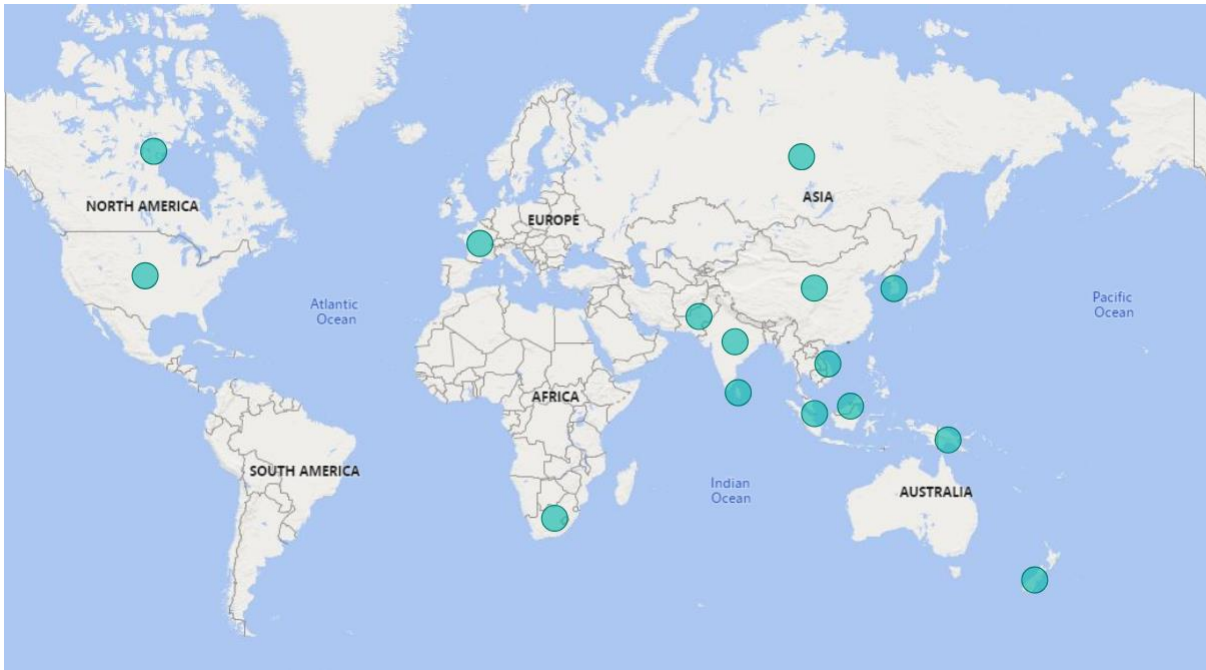 NORTH AMERICA
EUROPE
ASIA
Atlantic
Ocean
Pacific
Ocean
AFRICA
SOUTH AMERICA
Indian
Ocean
AUSTRALIA